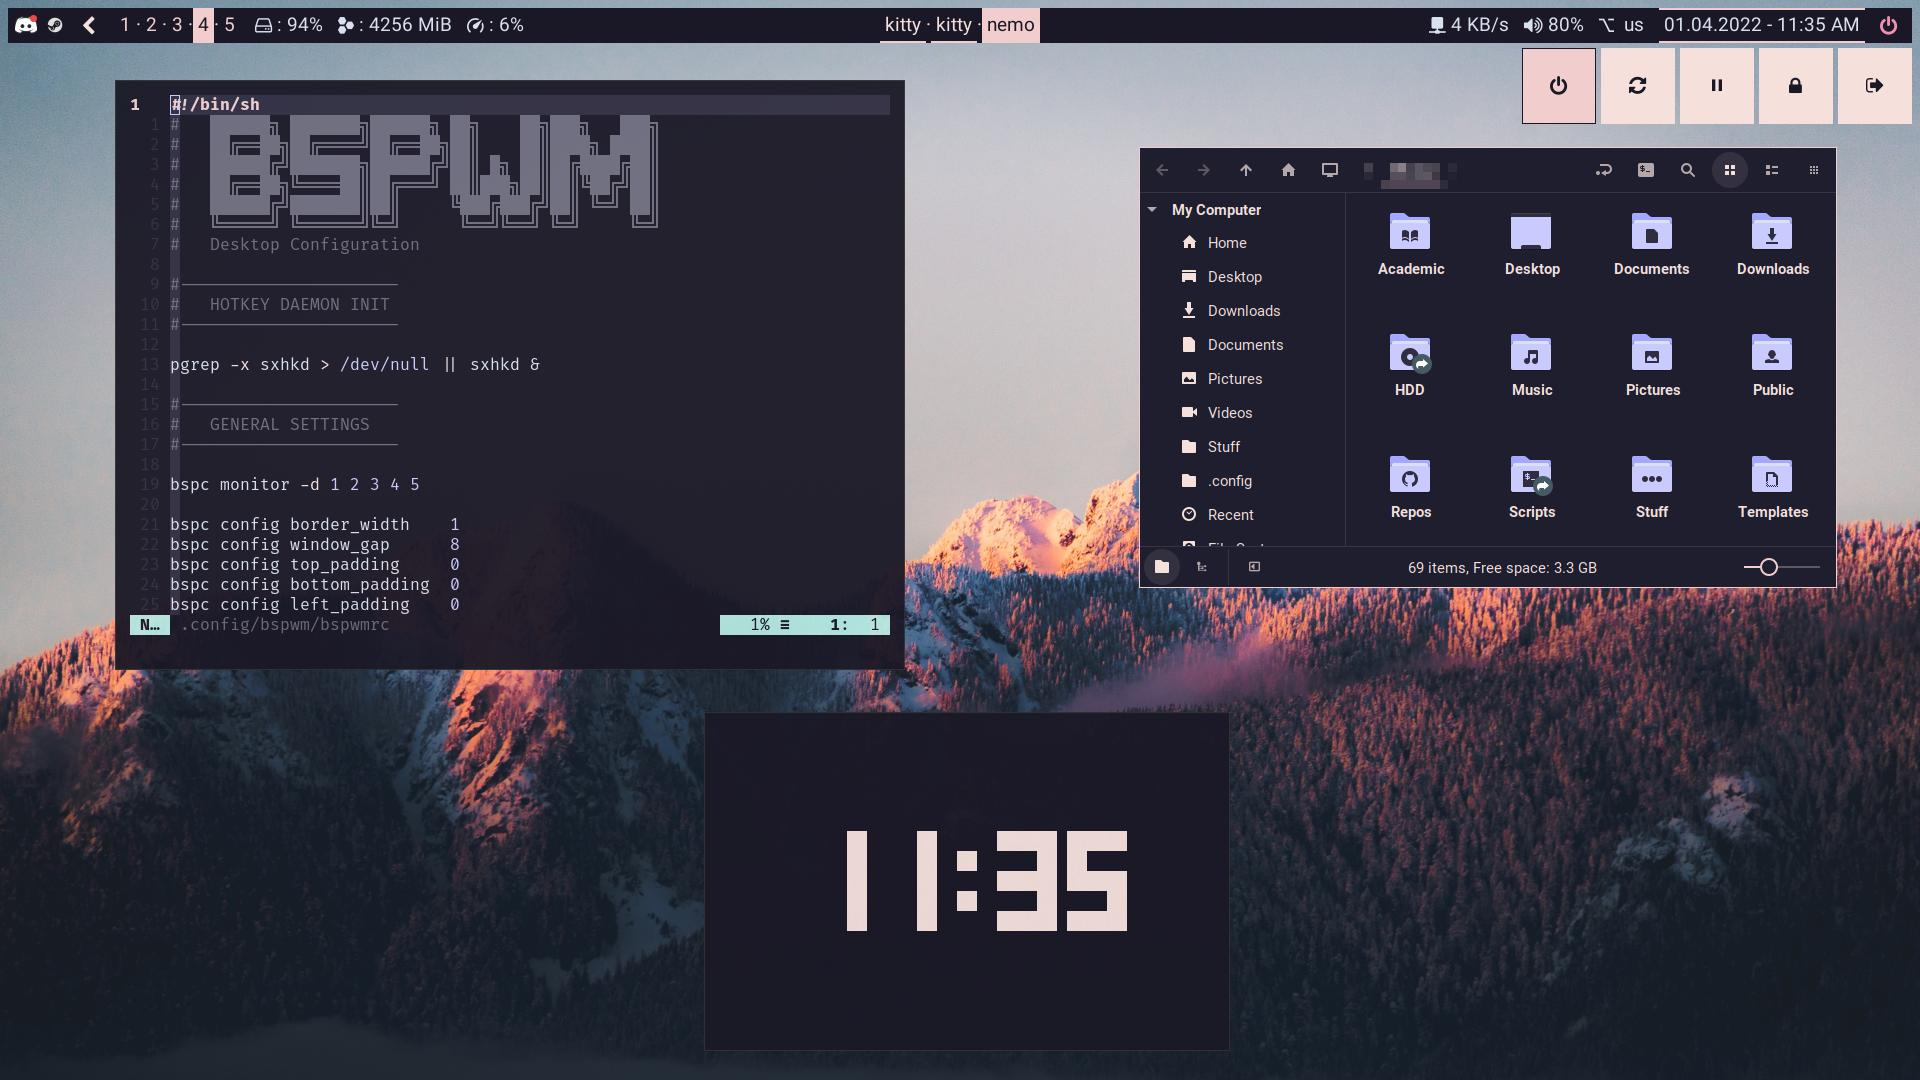 1 · 2 · 3 · 4 · 5 : 94% : 4256 MiB : 6%
kitty · kitty · nemo
4 KB/s 80% us 01.04.2022 - 11:35 AM
1 #!/bin/sh
1 # BSPWM
2 #
3 #
4 #
5 #
6 #
7 # Desktop Configuration
8
9 #
10 # HOTKEY DAEMON INIT
11 #
12
13 pgrep -x sxhkd > /dev/null || sxhkd &
14
15 #
16 # GENERAL SETTINGS
17 #
18
19 bspc monitor -d 1 2 3 4 5
20
21 bspc config border_width 1
22 bspc config window_gap 8
23 bspc config top_padding 0
24 bspc config bottom_padding 0
25 bspc config left_padding 0
N… .config/bspwm/bspwmrc 1% ≡ 1: 1
My Computer
Home
Desktop
Downloads
Documents
Pictures
Videos
Stuff
.config
Recent
Academic Desktop Documents Downloads
HDD Music Pictures Public
Repos Scripts Stuff Templates
69 items, Free space: 3.3 GB
11:35